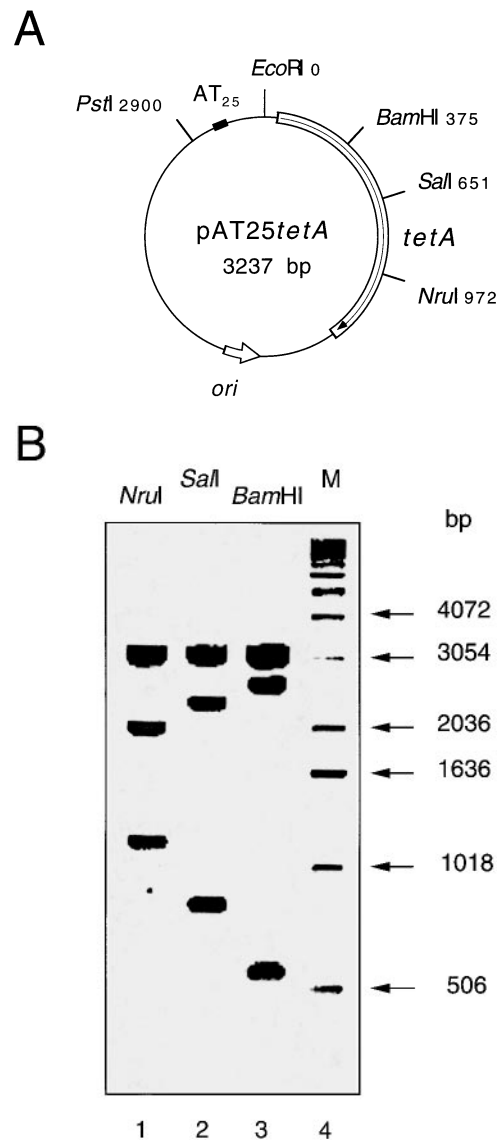 A
EcoRI 0
AT25
PstI 2900
BamHI 375
SalI 651
pAT25tetA
tetA
3237 bp
NruI 972
ori
B
NruI SalI BamHI M
bp
4072
3054
2036
1636
1018
506
1 2 3 4